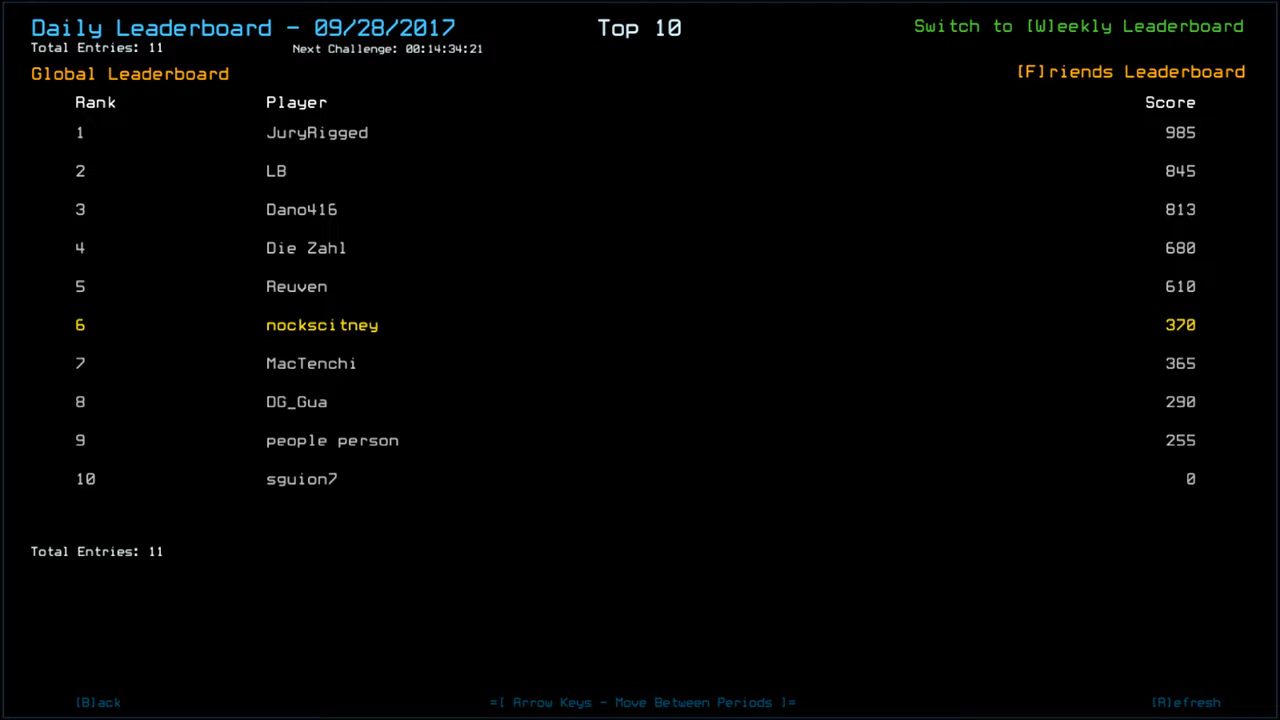 Daily Leaderboard - 09/28/2017 Top 10 Switch to [W]eekly Leaderboard
Total Entries: 11 Next Challenge: 00:14:34:21
Global Leaderboard [F]riends Leaderboard
Rank Player Score
1 JuryRigged 985
2 LB 845
3 Dano416 813
4 Die Zahl 680
5 Reuven 610
6 nockscitney 370
7 MacTenchi 365
8 DG_Gua 290
9 people person 255
10 sguion7 0
Total Entries: 11
[B]ack =[ Arrow Keys - Move Between Periods ]= [R]efresh